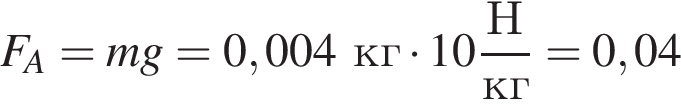 F_A = mg = 0,004 кг · 10 Н/кг = 0,04